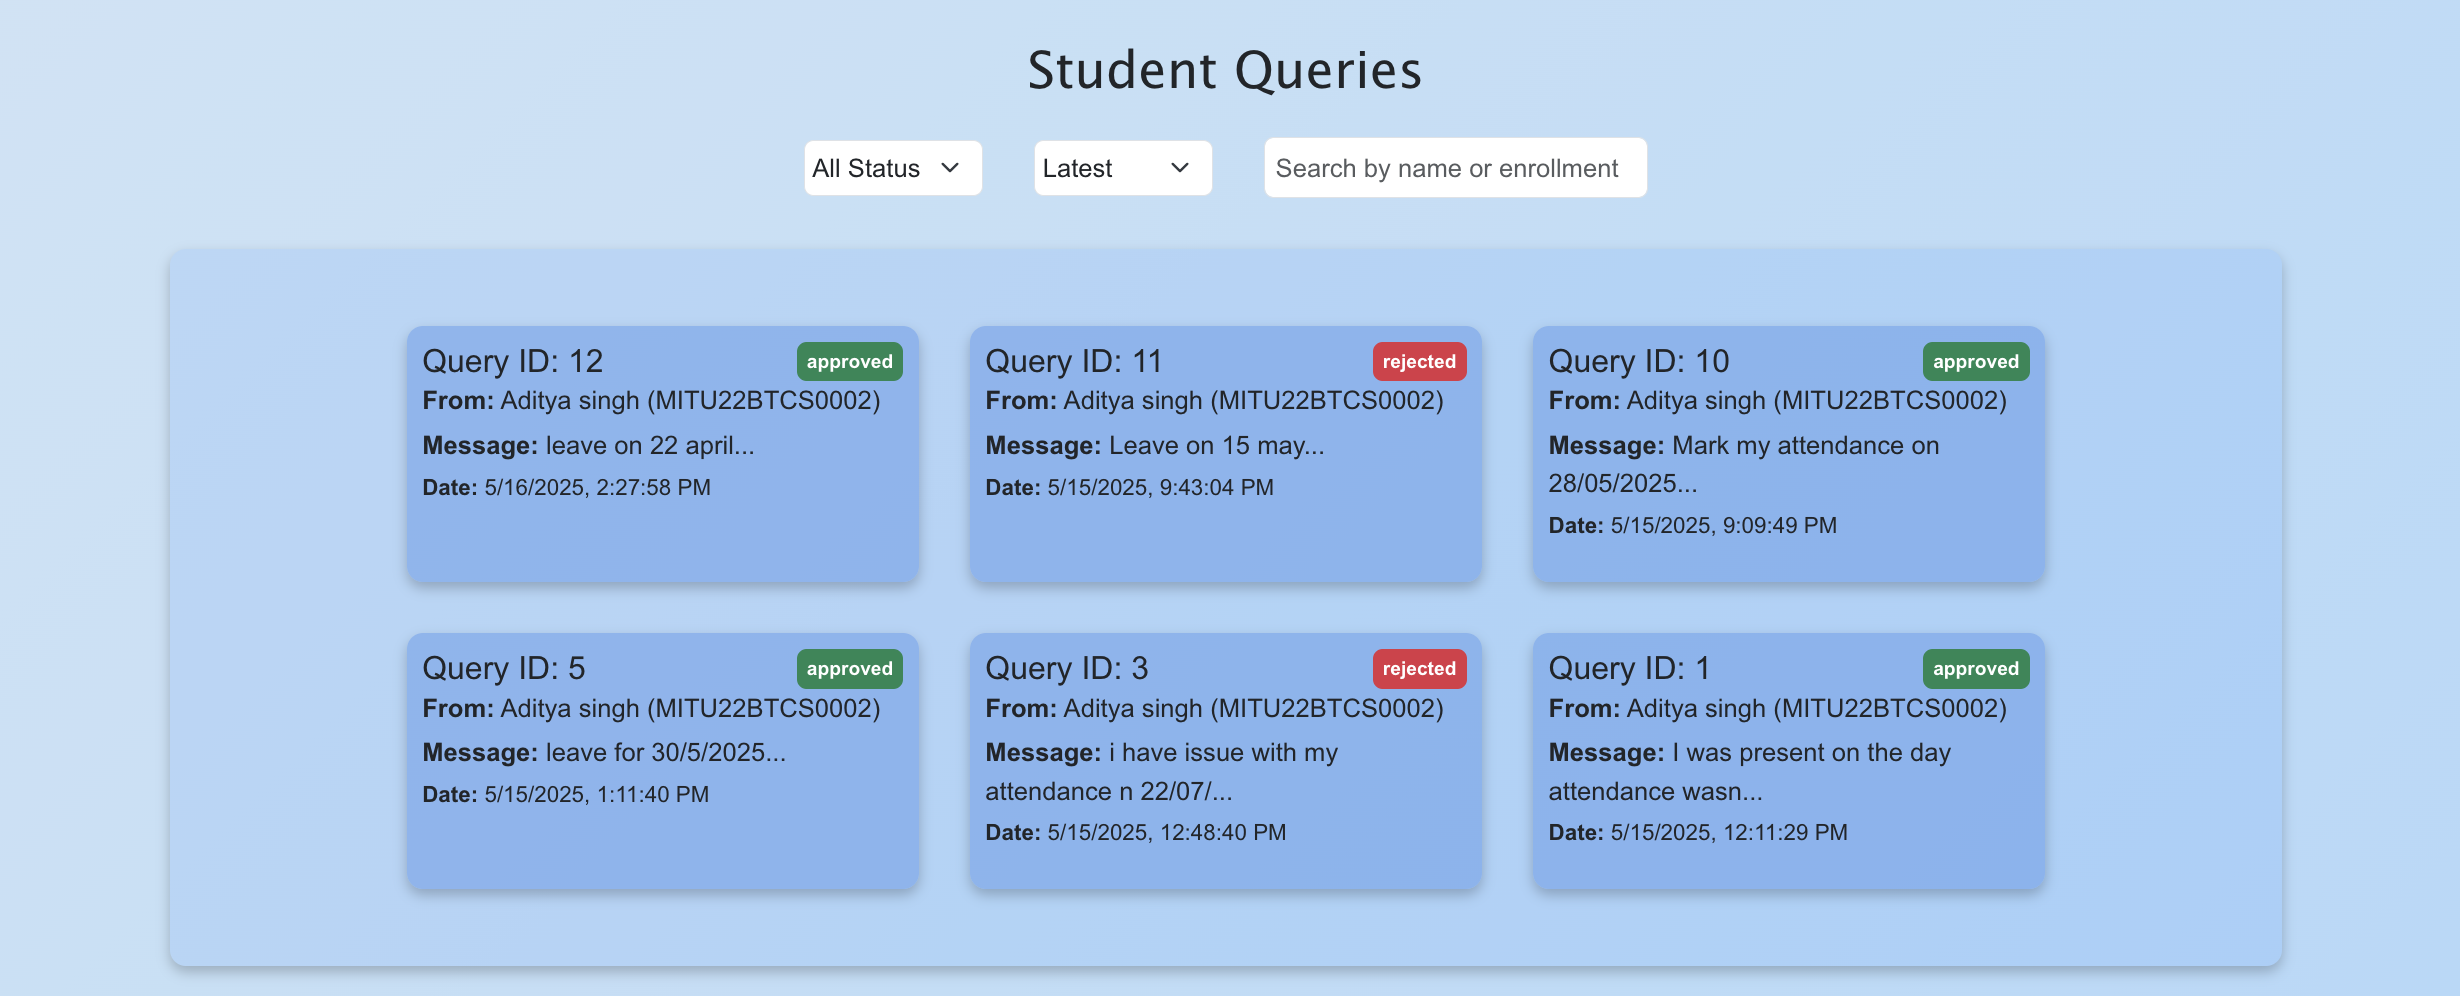 Student Queries
All Status
Latest
Search by name or enrollment
Query ID: 12
approved
From: Aditya singh (MITU22BTCS0002)
Message: leave on 22 april...
Date: 5/16/2025, 2:27:58 PM
Query ID: 11
rejected
From: Aditya singh (MITU22BTCS0002)
Message: Leave on 15 may...
Date: 5/15/2025, 9:43:04 PM
Query ID: 10
approved
From: Aditya singh (MITU22BTCS0002)
Message: Mark my attendance on
28/05/2025...
Date: 5/15/2025, 9:09:49 PM
Query ID: 5
approved
From: Aditya singh (MITU22BTCS0002)
Message: leave for 30/5/2025...
Date: 5/15/2025, 1:11:40 PM
Query ID: 3
rejected
From: Aditya singh (MITU22BTCS0002)
Message: i have issue with my
attendance n 22/07/...
Date: 5/15/2025, 12:48:40 PM
Query ID: 1
approved
From: Aditya singh (MITU22BTCS0002)
Message: I was present on the day
attendance wasn...
Date: 5/15/2025, 12:11:29 PM